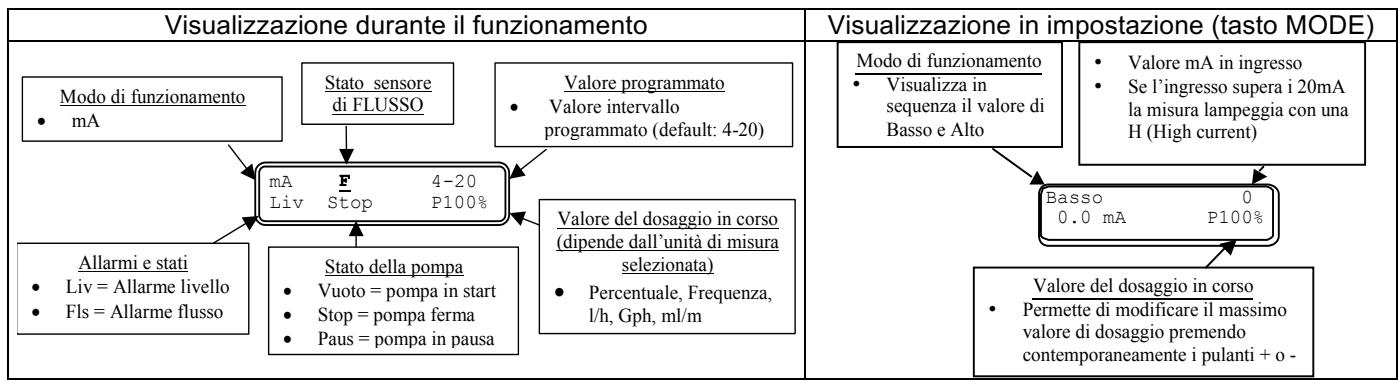 Visualizzazione durante il funzionamento
Modo di funzionamento
• mA
Stato sensore
di FLUSSO
Valore programmato
• Valore intervallo
programmato (default: 4-20)
mA F 4-20
Liv Stop P100%
Allarmi e stati
• Liv = Allarme livello
• Fls = Allarme flusso
Stato della pompa
• Vuoto = pompa in start
• Stop = pompa ferma
• Paus = pompa in pausa
Valore del dosaggio in corso
(dipende dall'unità di misura
selezionata)
• Percentuale, Frequenza,
l/h, Gph, ml/m
Visualizzazione in impostazione (tasto MODE)
Modo di funzionamento
• Visualizza in
sequenza il valore di
Basso e Alto
• Valore mA in ingresso
• Se l'ingresso supera i 20mA
la misura lampeggia con una
H (High current)
Basso 0
0.0 mA P100%
Valore del dosaggio in corso
• Permette di modificare il massimo
valore di dosaggio premendo
contemporaneamente i pulanti + o -